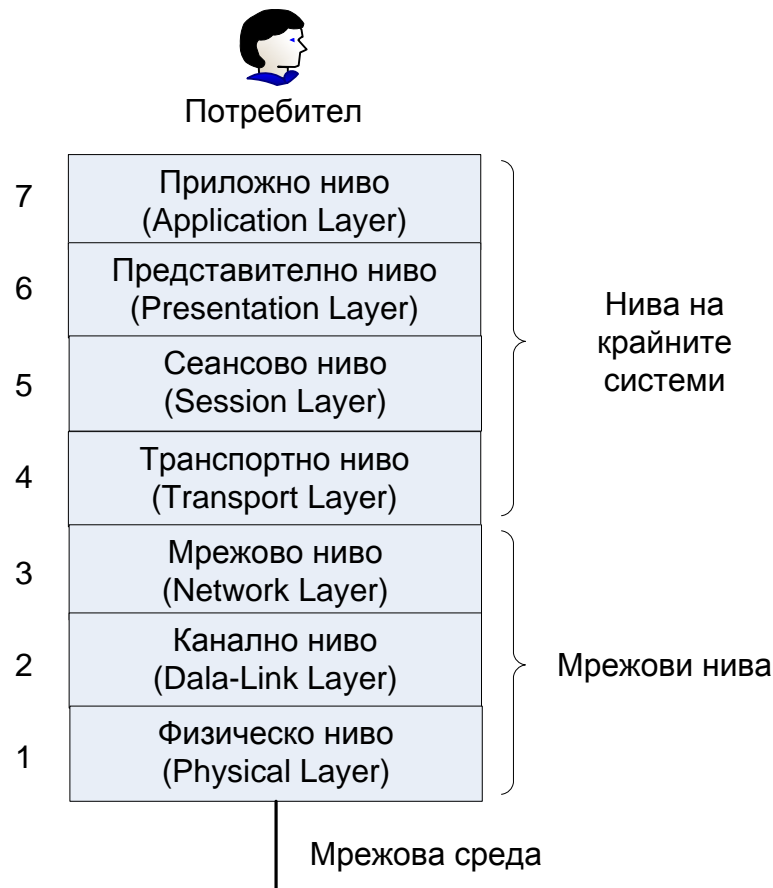 Потребител
7
Приложно ниво
(Application Layer)
6
Представително ниво
(Presentation Layer)
5
Сеансово ниво
(Session Layer)
4
Транспортно ниво
(Transport Layer)
Нива на
крайните
системи
3
Мрежово ниво
(Network Layer)
2
Канално ниво
(Dala-Link Layer)
1
Физическо ниво
(Physical Layer)
Мрежови нива
Мрежова среда